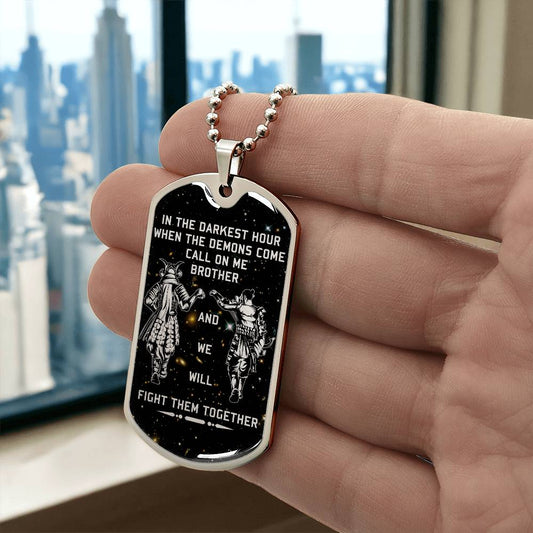 IN THE DARKEST HOUR
WHEN THE DEMONS COME
CALL ON ME
BROTHER
AND
WE
WILL
FIGHT THEM TOGETHER